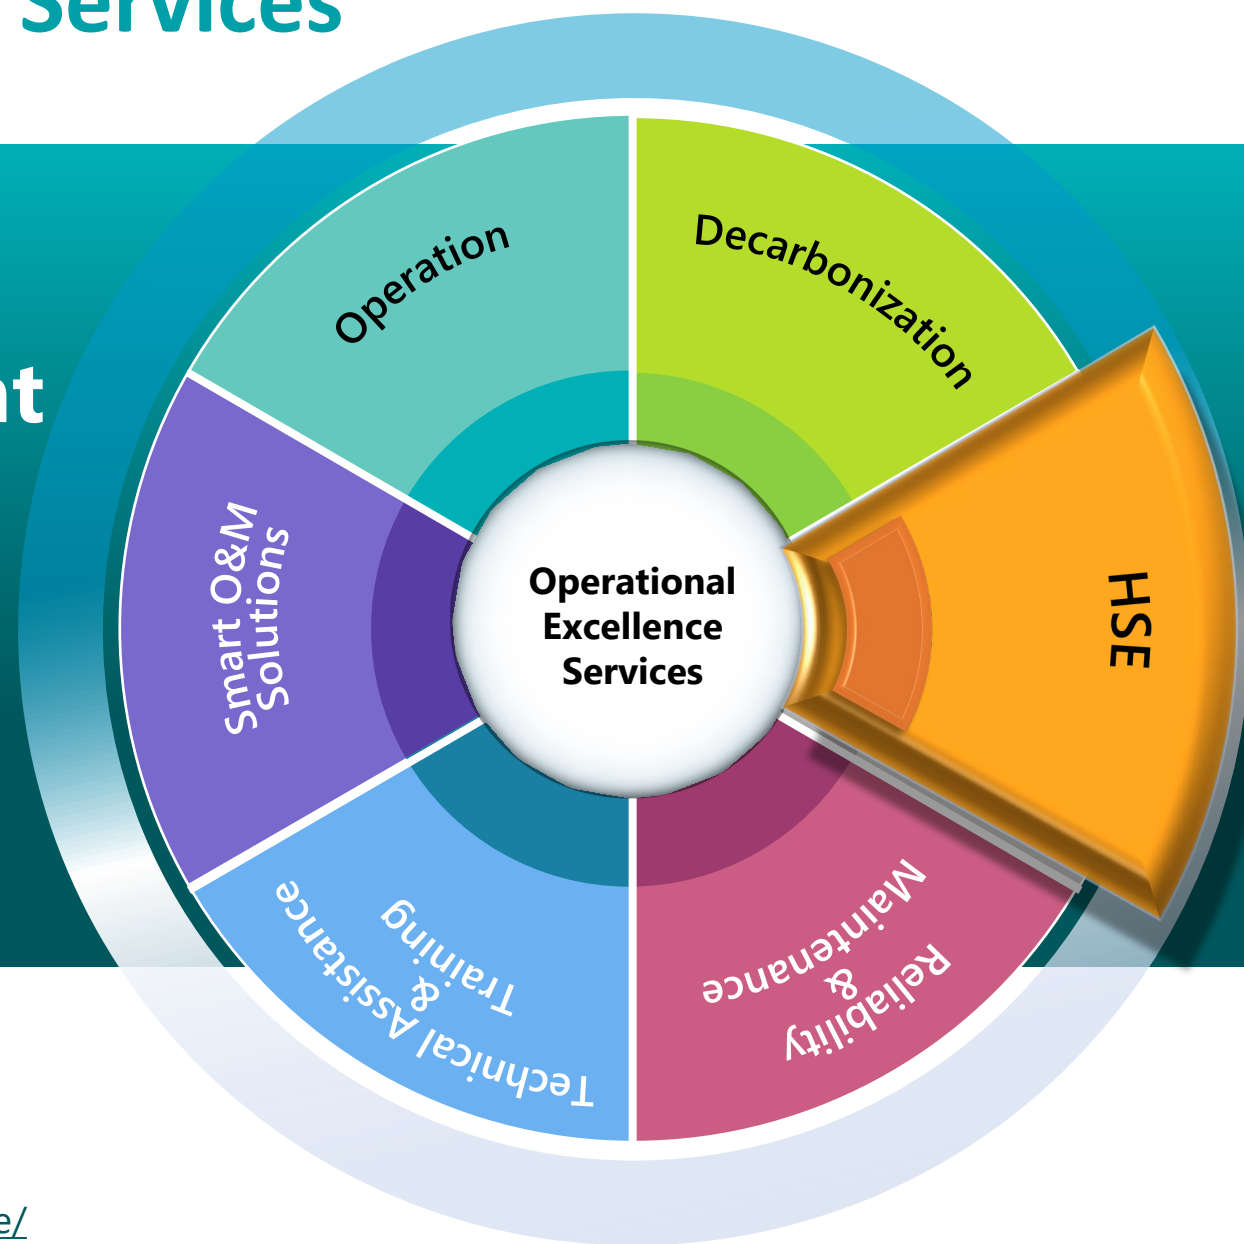 Services
Operation
Decarbonization
nt
HSE
Smart O&M
Solutions
Operational
Excellence
Services
Reliability
&
Maintenance
Technical Assistance
&
Training
e/